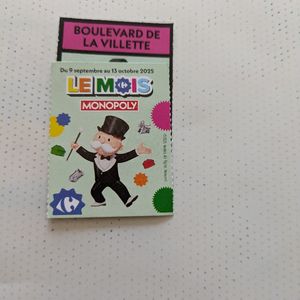 BOULEVARD DE
LA VILLETTE
Du 9 septembre au 13 octobre 2025
LE MOIS
MONOPOLY